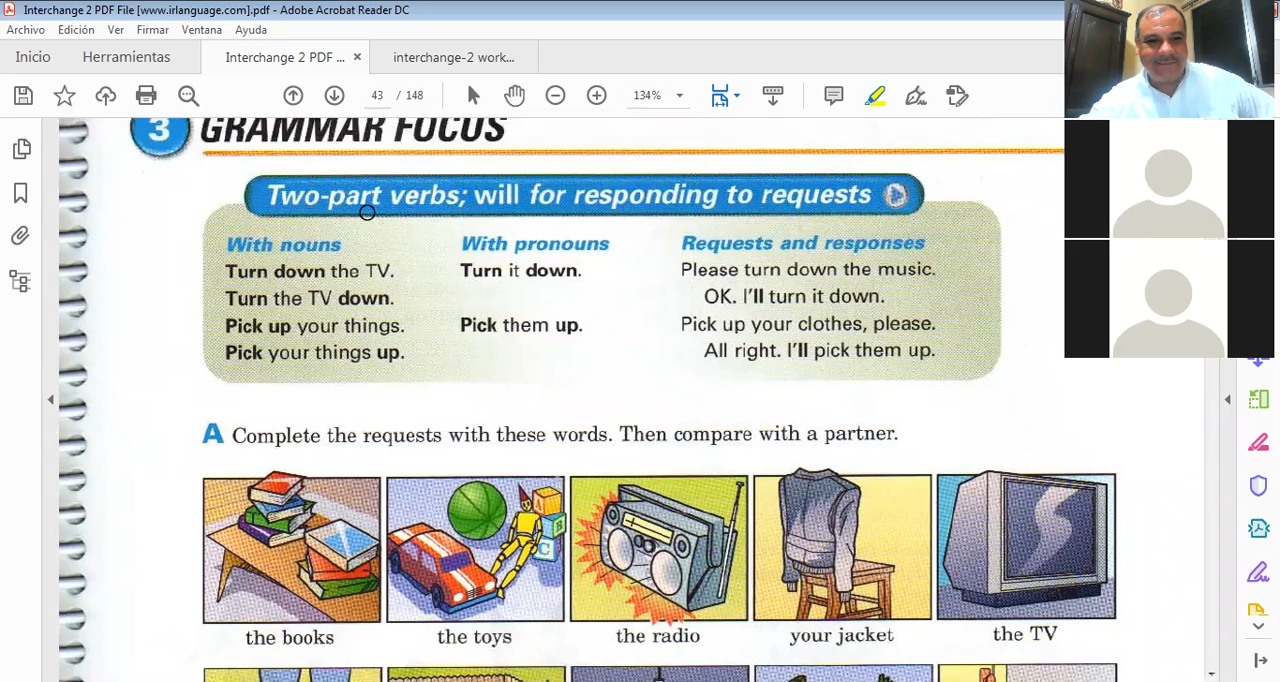 Interchange 2 PDF File [www.irlanguage.com].pdf - Adobe Acrobat Reader DC
Archivo Edición Ver Firmar Ventana Ayuda
Inicio Herramientas Interchange 2 PDF ... × interchange-2 work...
43 / 148 134%
3 GRAMMAR FOCUS
Two-part verbs; will for responding to requests
With nouns With pronouns Requests and responses
Turn down the TV. Turn it down. Please turn down the music.
Turn the TV down. OK. I'll turn it down.
Pick up your things. Pick them up. Pick up your clothes, please.
Pick your things up. All right. I'll pick them up.
A Complete the requests with these words. Then compare with a partner.
A
B
C
the books the toys the radio your jacket the TV